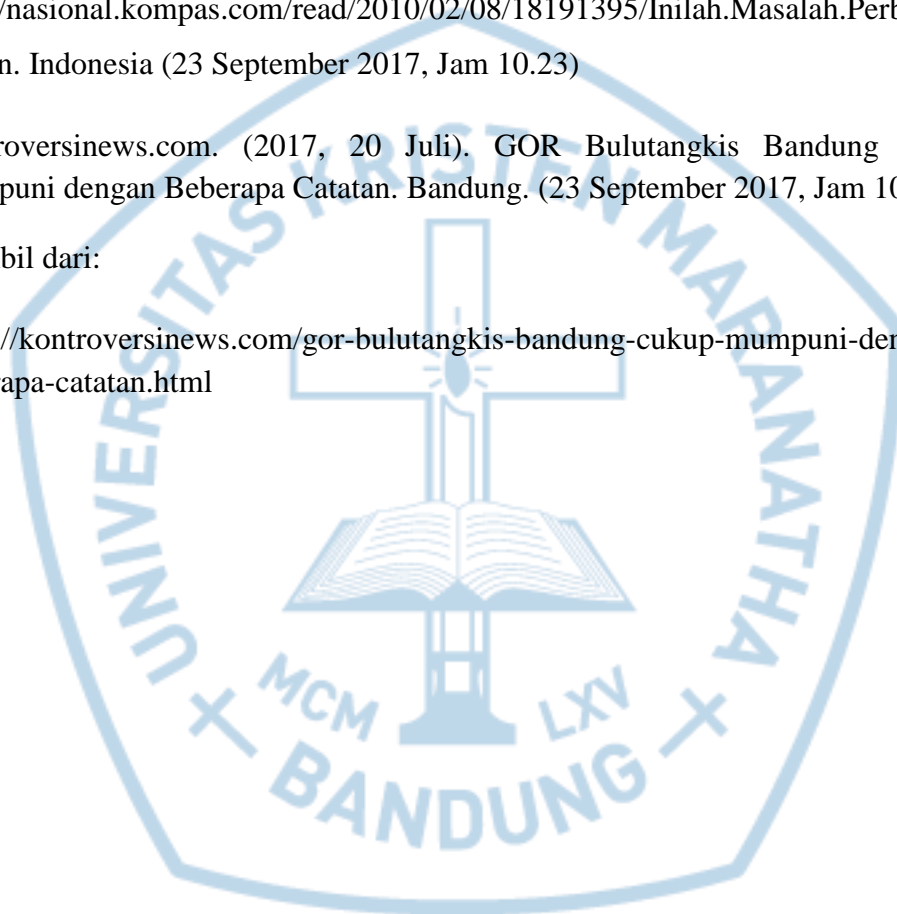 /nasional.kompas.com/read/2010/02/08/18191395/Inilah.Masalah.Perb
n. Indonesia (23 September 2017, Jam 10.23)
roversinews.com. (2017, 20 Juli). GOR Bulutangkis Bandung
puni dengan Beberapa Catatan. Bandung. (23 September 2017, Jam 10
bil dari:
://kontroversinews.com/gor-bulutangkis-bandung-cukup-mumpuni-den
rapa-catatan.html
UNIVERSITAS KRISTEN MARANATHA
MCM LXV
BANDUNG